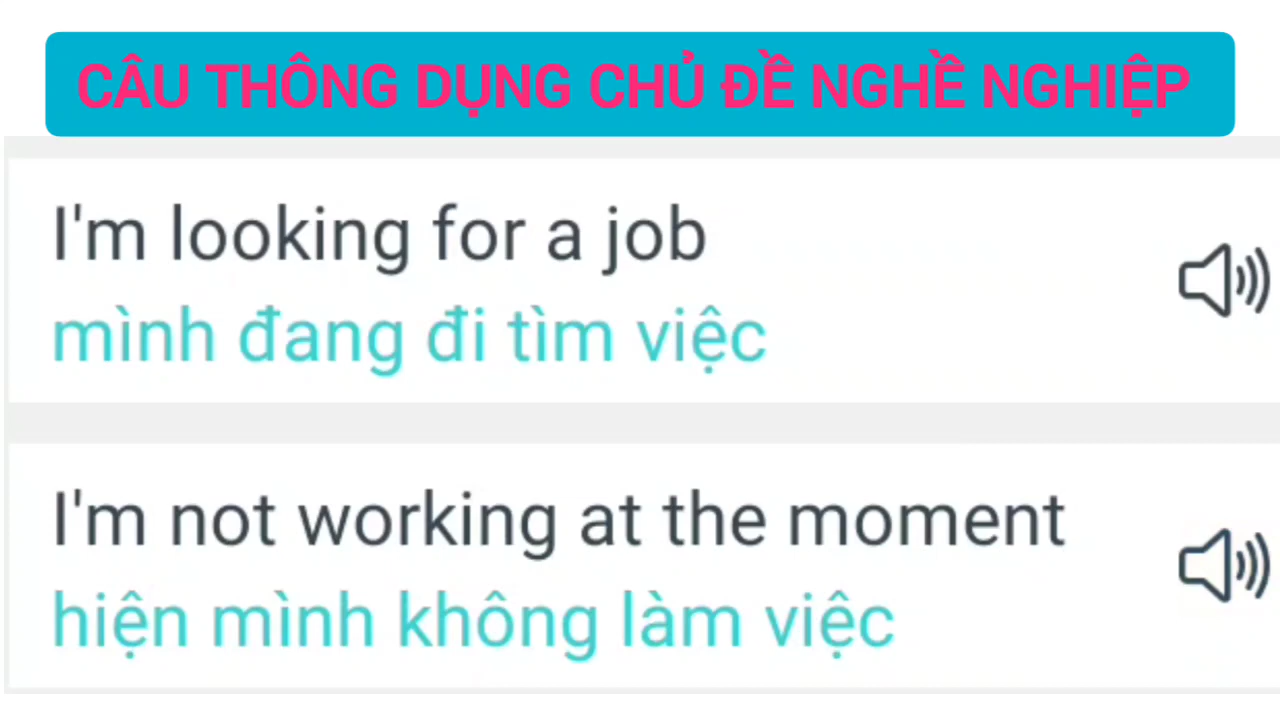 CÂU THÔNG DỤNG CHỦ ĐỀ NGHỀ NGHIỆP
I'm looking for a job
mình đang đi tìm việc
I'm not working at the moment
hiện mình không làm việc